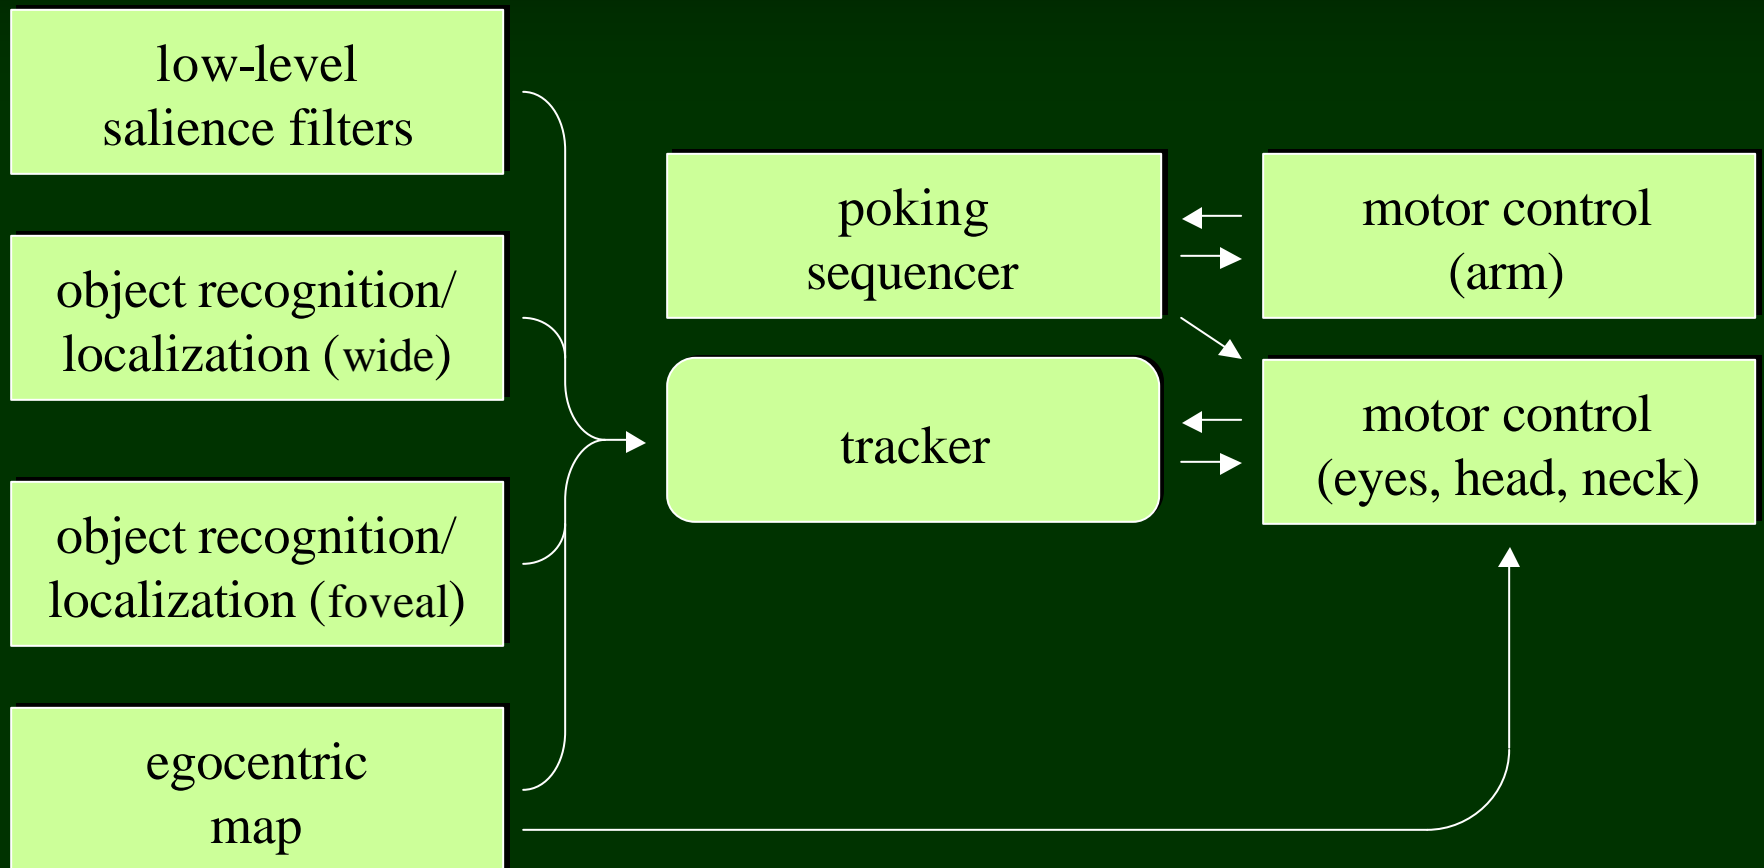 low-level
salience filters
object recognition/
localization (wide)
object recognition/
localization (foveal)
egocentric
map
poking
sequencer
tracker
motor control
(arm)
motor control
(eyes, head, neck)